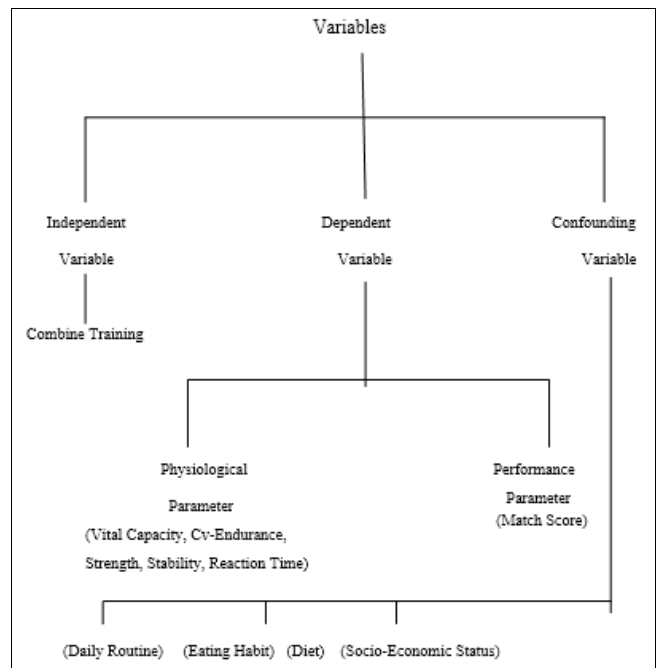 Variables
Independent
Variable
Dependent
Variable
Confounding
Variable
Combine Training
Physiological
Parameter
(Vital Capacity, Cv-Endurance,
Strength, Stability, Reaction Time)
Performance
Parameter
(Match Score)
(Daily Routine) (Eating Habit) (Diet) (Socio-Economic Status)